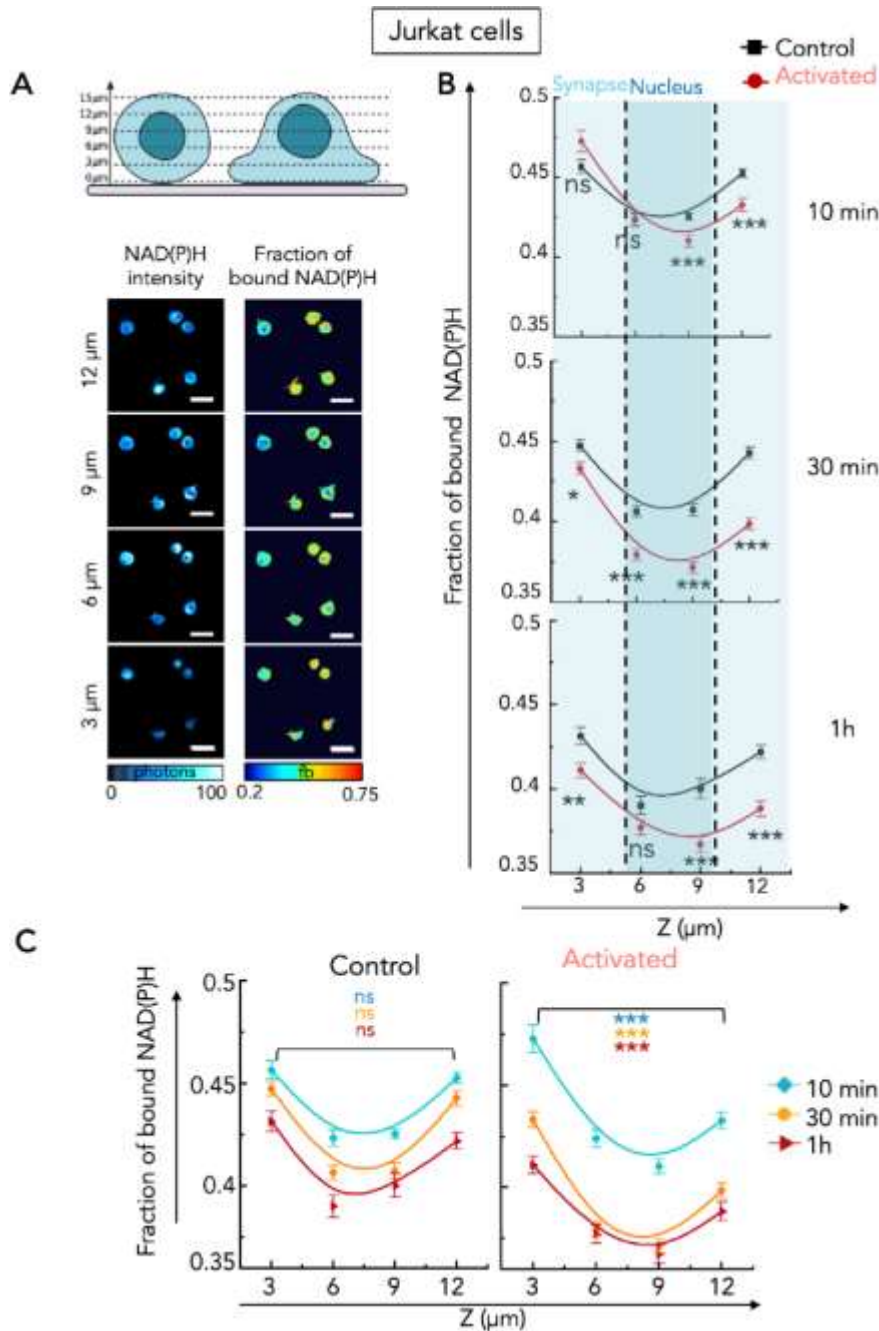 Jurkat cells
Control
Activated
A
15μm
12μm
9μm
6μm
3μm
0μm
NAD(P)H
intensity
Fraction of
bound NAD(P)H
12 μm
9 μm
6 μm
3 μm
photons
fb
0
100
0.2
0.75
B
Synapse
Nucleus
Fraction of bound NAD(P)H
0.5
0.45
0.4
0.35
ns
ns
***
***
10 min
0.45
0.4
0.35
*
***
***
***
30 min
0.5
0.45
0.4
0.35
**
ns
***
***
1h
3
6
9
12
Z (μm)
C
Fraction of bound NAD(P)H
Control
0.5
0.45
0.4
0.35
ns
ns
ns
3
6
9
12
Activated
***
***
***
3
6
9
12
Z (μm)
10 min
30 min
1h